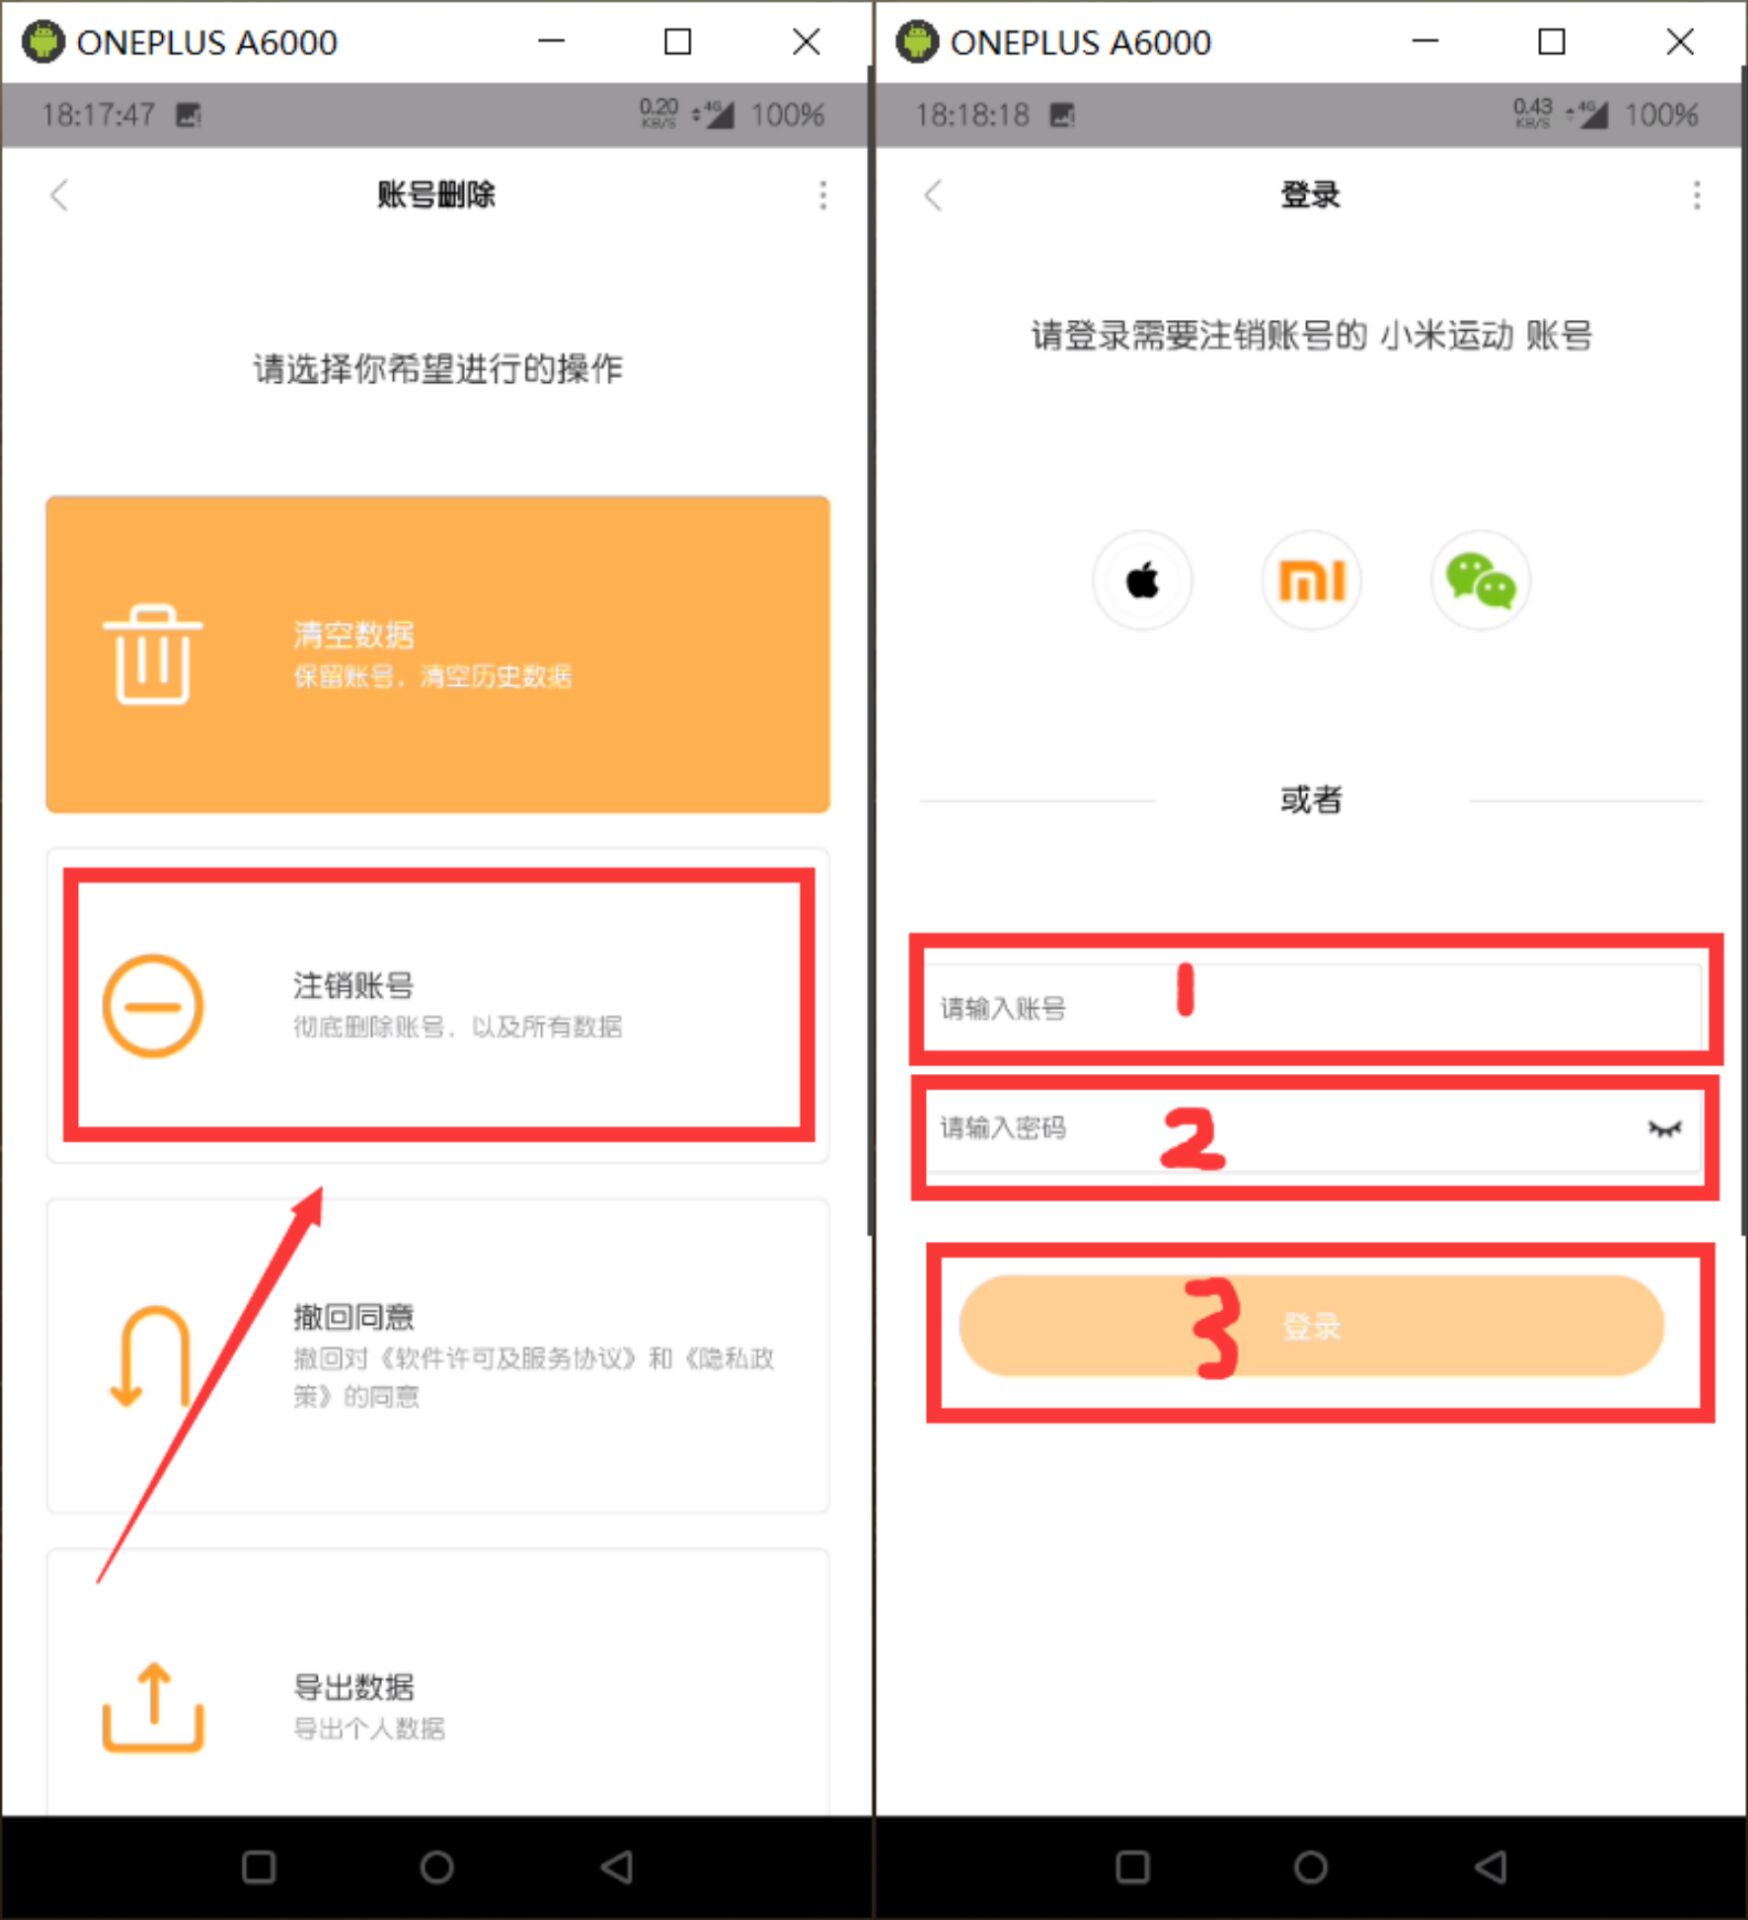 ONEPLUS A6000
18:17:47
0.20
KB/S
4G
100%
账号删除
请选择你希望进行的操作
清空数据
保留账号，清空历史数据
注销账号
彻底删除账号，以及所有数据
撤回同意
撤回对《软件许可及服务协议》和《隐私政
策》的同意
导出数据
导出个人数据
ONEPLUS A6000
18:18:18
0.43
KB/S
4G
100%
登录
请登录需要注销账号的 小米运动 账号
mi
或者
请输入账号
1
请输入密码
2
3
登录